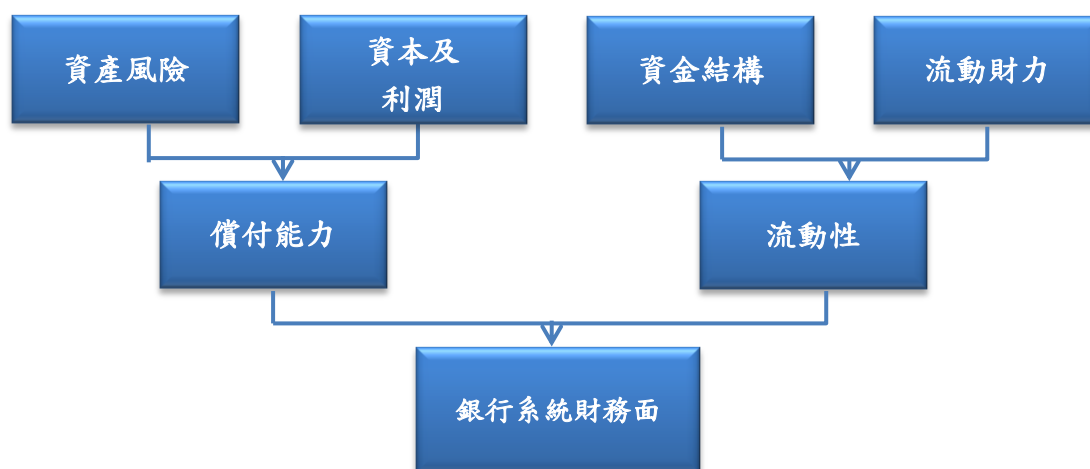 資產風險
資本及
利潤
資金結構
流動財力
償付能力
流動性
銀行系統財務面